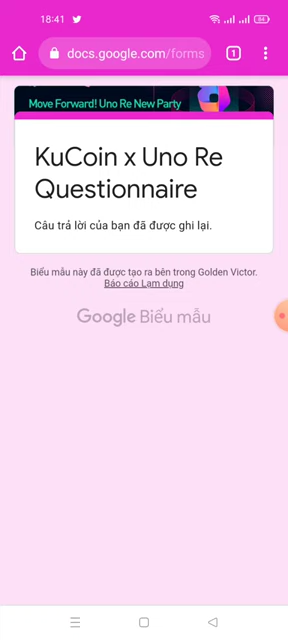 18:41
84
docs.google.com/forms
1
Move Forward! Uno Re New Party
KuCoin x Uno Re
Questionnaire
Câu trả lời của bạn đã được ghi lại.
Biểu mẫu này đã được tạo ra bên trong Golden Victor.
Báo cáo Lạm dụng
Google Biểu mẫu